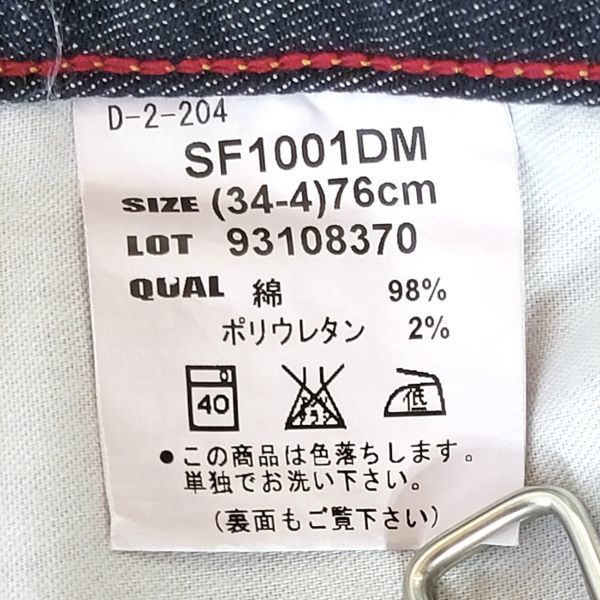 D-2-204
SF1001DM
SIZE (34-4)76cm
LOT 93108370
QUAL 綿 98%
ポリウレタン 2%
40 低
●この商品は色落ちします。
単独でお洗い下さい。
(裏面もご覧下さい)